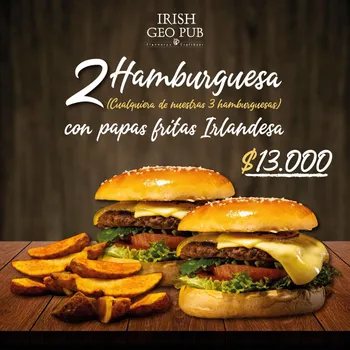 IRISH
GEO PUB
2 Hamburguesa
(Cualquiera de nuestras 3 hamburguesas)
con papas fritas Irlandesa
$13.000